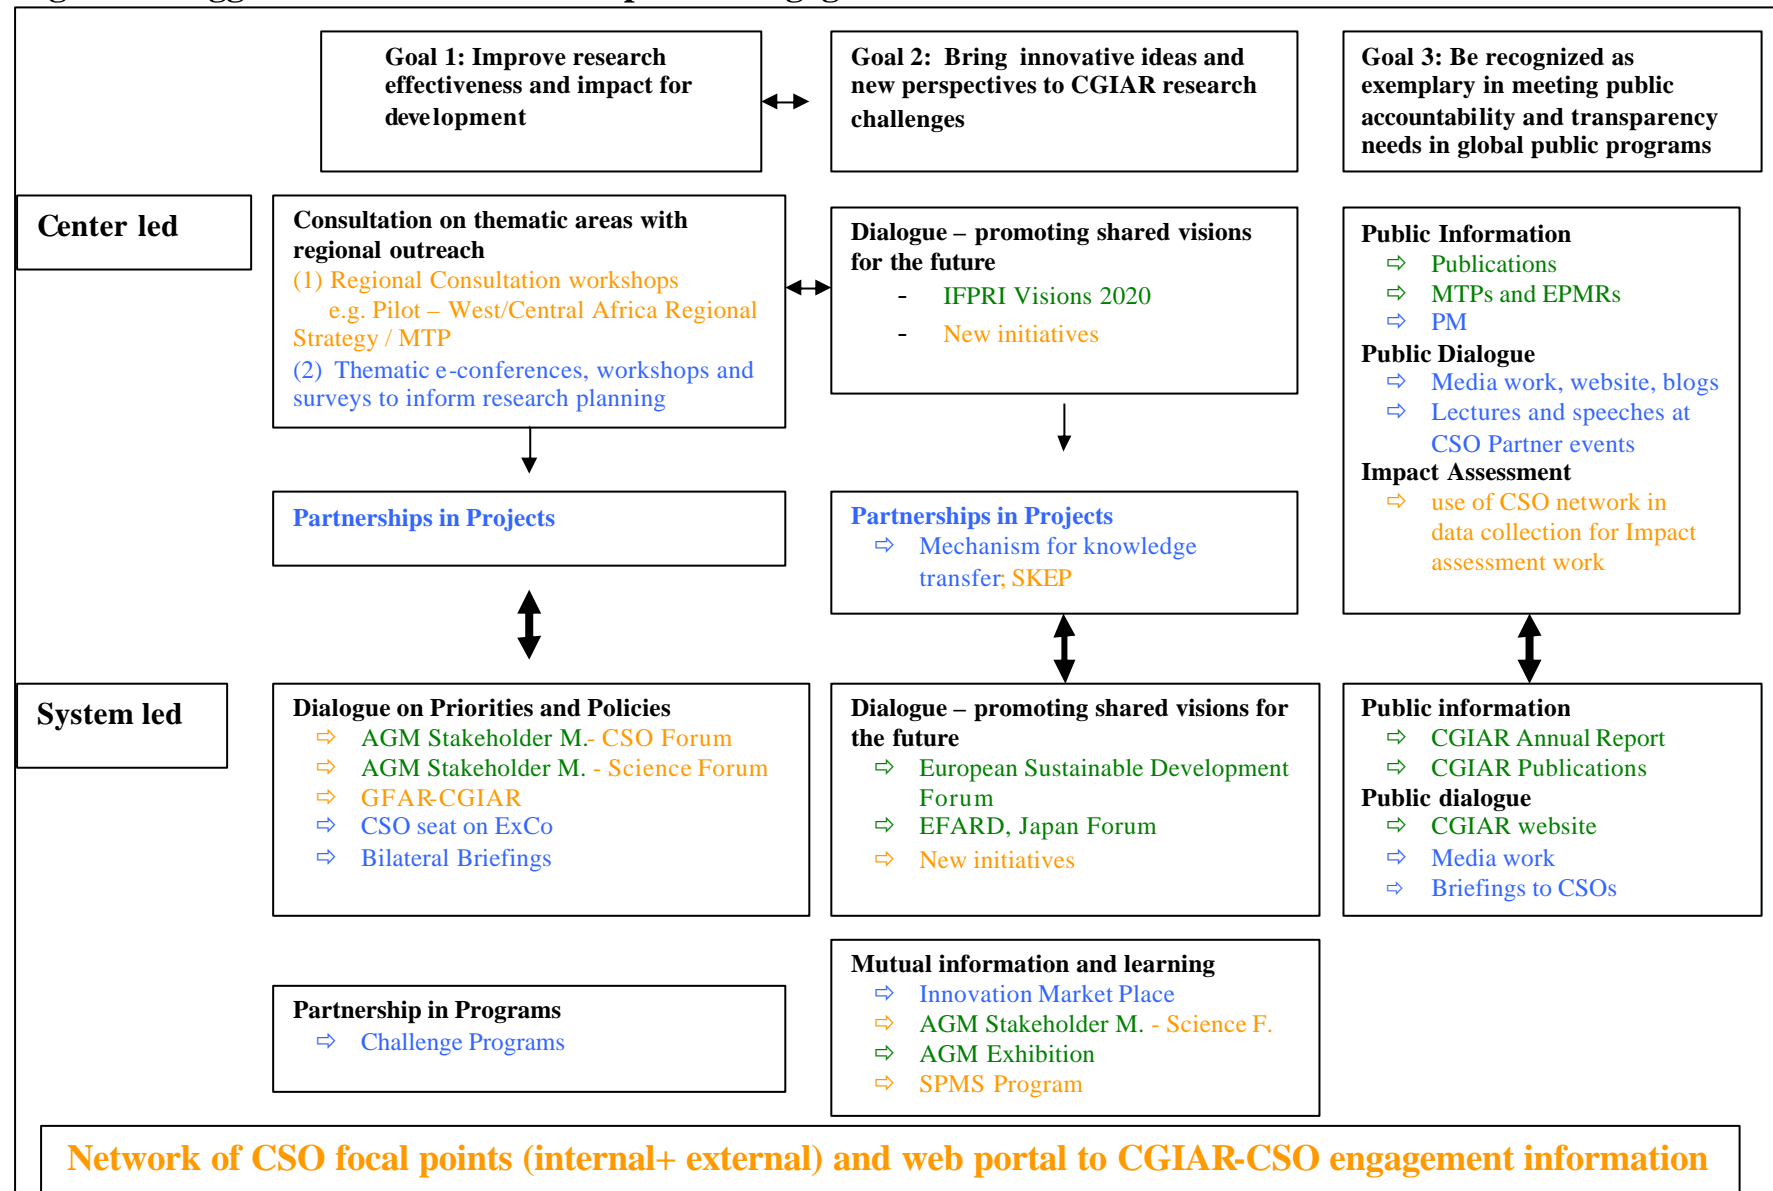 Goal 1: Improve research
effectiveness and impact for
development
Goal 2:  Bring  innovative ideas and
new perspectives to CGIAR research
challenges
Goal 3: Be recognized as
exemplary in meeting public
accountability and transparency
needs in global public programs
Center led
Consultation on thematic areas with
regional outreach
(1) Regional Consultation workshops
e.g. Pilot – West/Central Africa Regional
Strategy / MTP
(2)  Thematic e-conferences, workshops and
surveys to inform research planning
Dialogue – promoting shared visions
for the future
- IFPRI Visions 2020
- New initiatives
Public Information
⇨ Publications
⇨ MTPs and EPMRs
⇨ PM
Public Dialogue
⇨ Media work, website, blogs
⇨ Lectures and speeches at
CSO Partner events
Impact Assessment
⇨ use of CSO network in
data collection for Impact
assessment work
Partnerships in Projects
Partnerships in Projects
⇨ Mechanism for knowledge
transfer; SKEP
System led
Dialogue on Priorities and Policies
⇨ AGM Stakeholder M.- CSO Forum
⇨ AGM Stakeholder M. - Science Forum
⇨ GFAR-CGIAR
⇨ CSO seat on ExCo
⇨ Bilateral Briefings
Dialogue – promoting shared visions for
the future
⇨ European Sustainable Development
Forum
⇨ EFARD, Japan Forum
⇨ New initiatives
Public information
⇨ CGIAR Annual Report
⇨ CGIAR Publications
Public dialogue
⇨ CGIAR website
⇨ Media work
⇨ Briefings to CSOs
Partnership in Programs
⇨ Challenge Programs
Mutual information and learning
⇨ Innovation Market Place
⇨ AGM Stakeholder M. - Science F.
⇨ AGM Exhibition
⇨ SPMS Program
Network of CSO focal points (internal+ external) and web portal to CGIAR-CSO engagement information